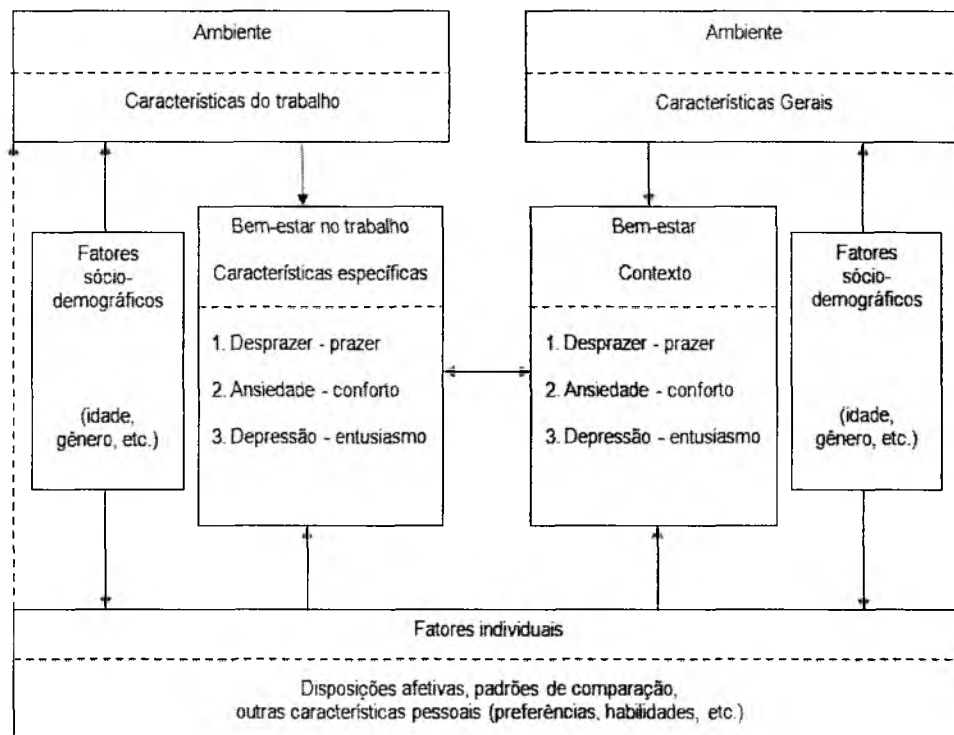 Ambiente
Características do trabalho
Ambiente
Características Gerais
Fatores
sócio-
demográficos
(idade,
gênero, etc.)
Bem-estar no trabalho
Características específicas
1. Desprazer - prazer
2. Ansiedade - conforto
3. Depressão - entusiasmo
Bem-estar
Contexto
1. Desprazer - prazer
2. Ansiedade - conforto
3. Depressão - entusiasmo
Fatores
sócio-
demográficos
(idade,
gênero, etc.)
Fatores individuais
Disposições afetivas, padrões de comparação,
outras características pessoais (preferências, habilidades, etc.)